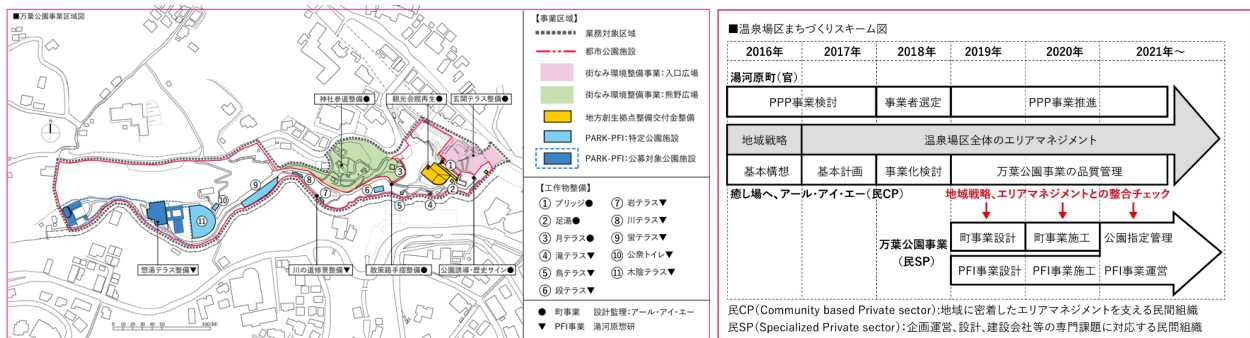 ■万葉公園事業区域図
神社参道整備●
観光会館再生●
玄関テラス整備●
N
①
②
③
④
⑤
⑥
⑦
⑧
⑨
⑩
⑪
惣湯テラス整備▼
川の道修景整備▼
散策路手摺整備●
公園誘導・歴史サイン●
0 10 20 30 40 50 100(M)
【事業区域】
業務対象区域
都市公園施設
街なみ環境整備事業：入口広場
街なみ環境整備事業：熊野広場
地方創生拠点整備交付金整備
PARK-PFI：特定公園施設
PARK-PFI：公募対象公園施設
【工作物整備】
① ブリッジ● ⑦ 岩テラス▼
② 足湯● ⑧ 川テラス▼
③ 月テラス● ⑨ 蛍テラス▼
④ 滝テラス▼ ⑩ 公衆トイレ▼
⑤ 鳥テラス▼ ⑪ 木陰テラス▼
⑥ 段テラス▼
● 町事業 設計監理：アール・アイ・エー
▼ PFI事業 湯河原惣研
■温泉場区まちづくりスキーム図
2016年 2017年 2018年 2019年 2020年 2021年～
湯河原町(官)
PPP事業検討 事業者選定 PPP事業推進
地域戦略 温泉場区全体のエリアマネジメント
基本構想 基本計画 事業化検討 万葉公園事業の品質管理
癒し場へ、アール・アイ・エー(民CP) 地域戦略、エリアマネジメントとの整合チェック
万葉公園事業
(民SP)
町事業設計 町事業施工 公園指定管理
PFI事業設計 PFI事業施工 PFI事業運営
民CP(Community based Private sector)：地域に密着したエリアマネジメントを支える民間組織
民SP(Specialized Private sector)：企画運営、設計、建設会社等の専門課題に対応する民間組織